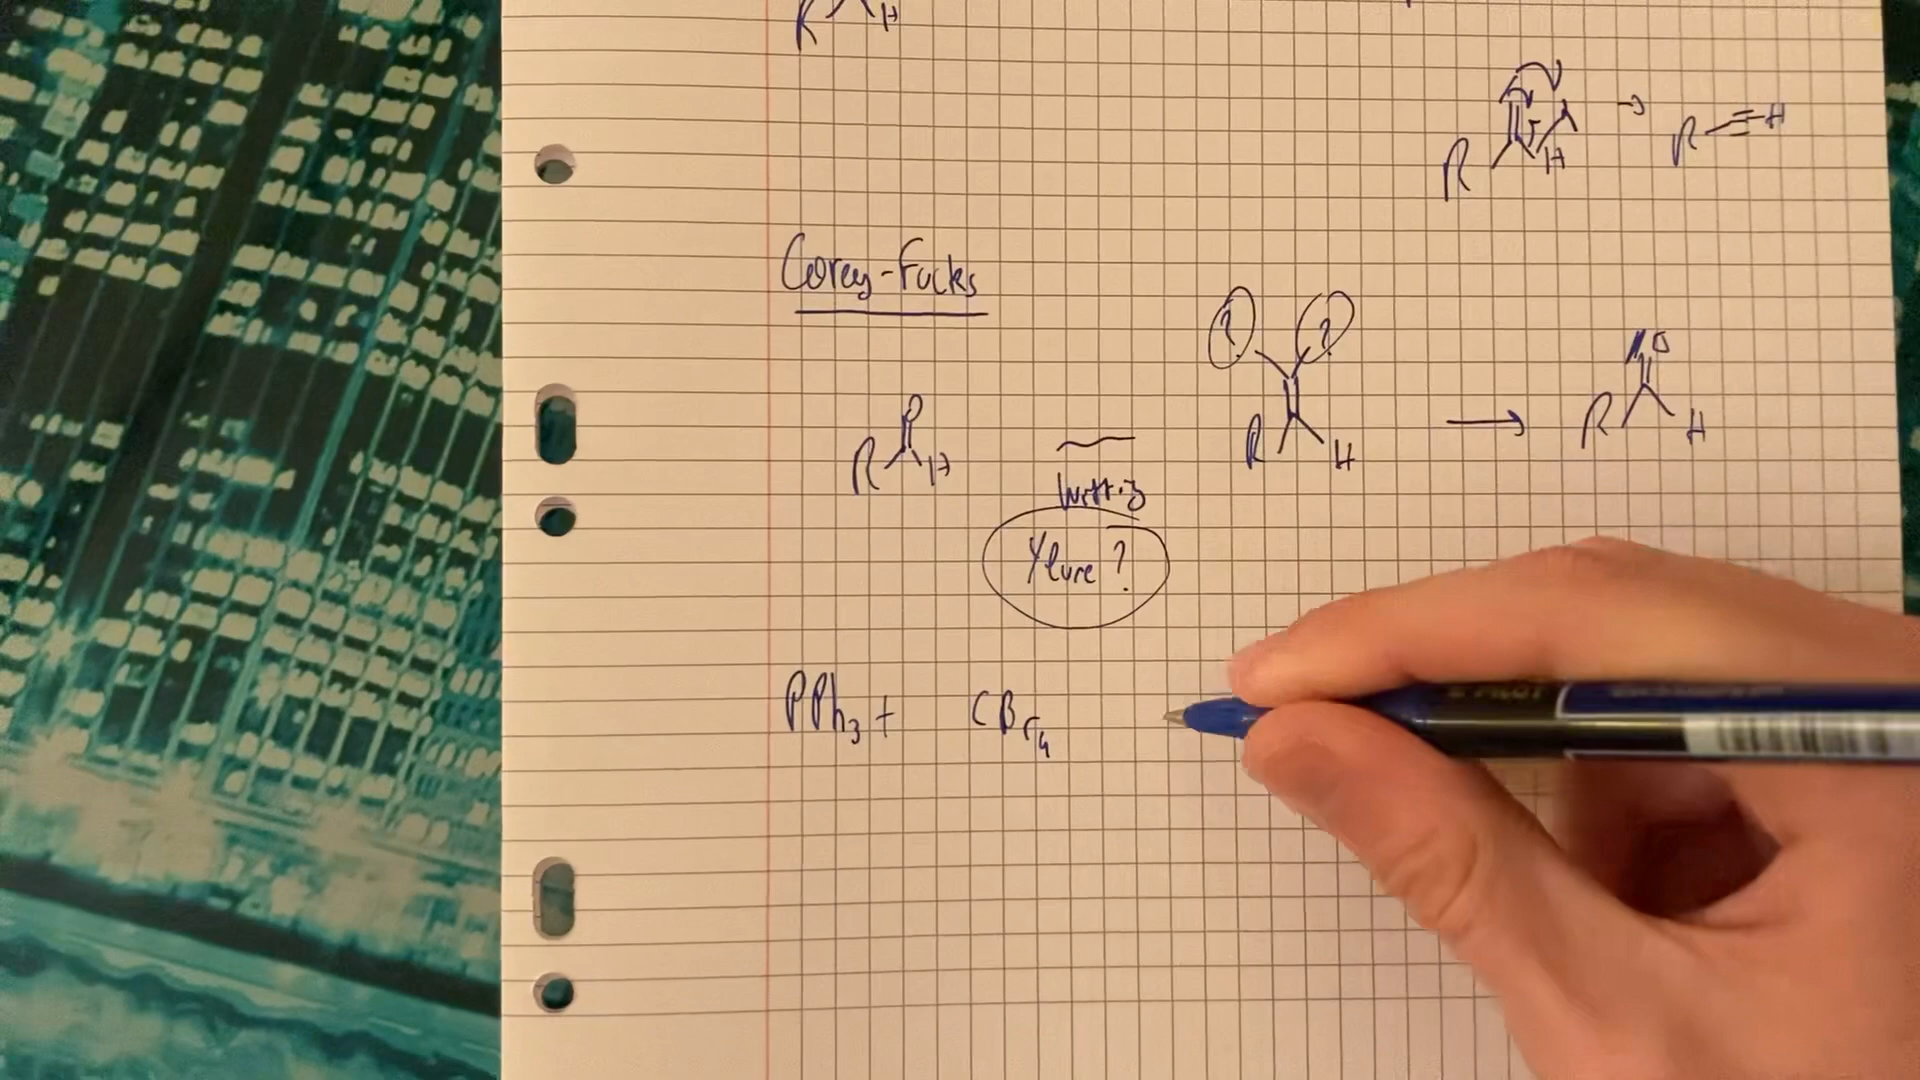 R H
R H → R ≡ H
Corey-Fucks
? ?
R H R H → R O H
Wittig
Ylure ?
PPh3 + CBr4